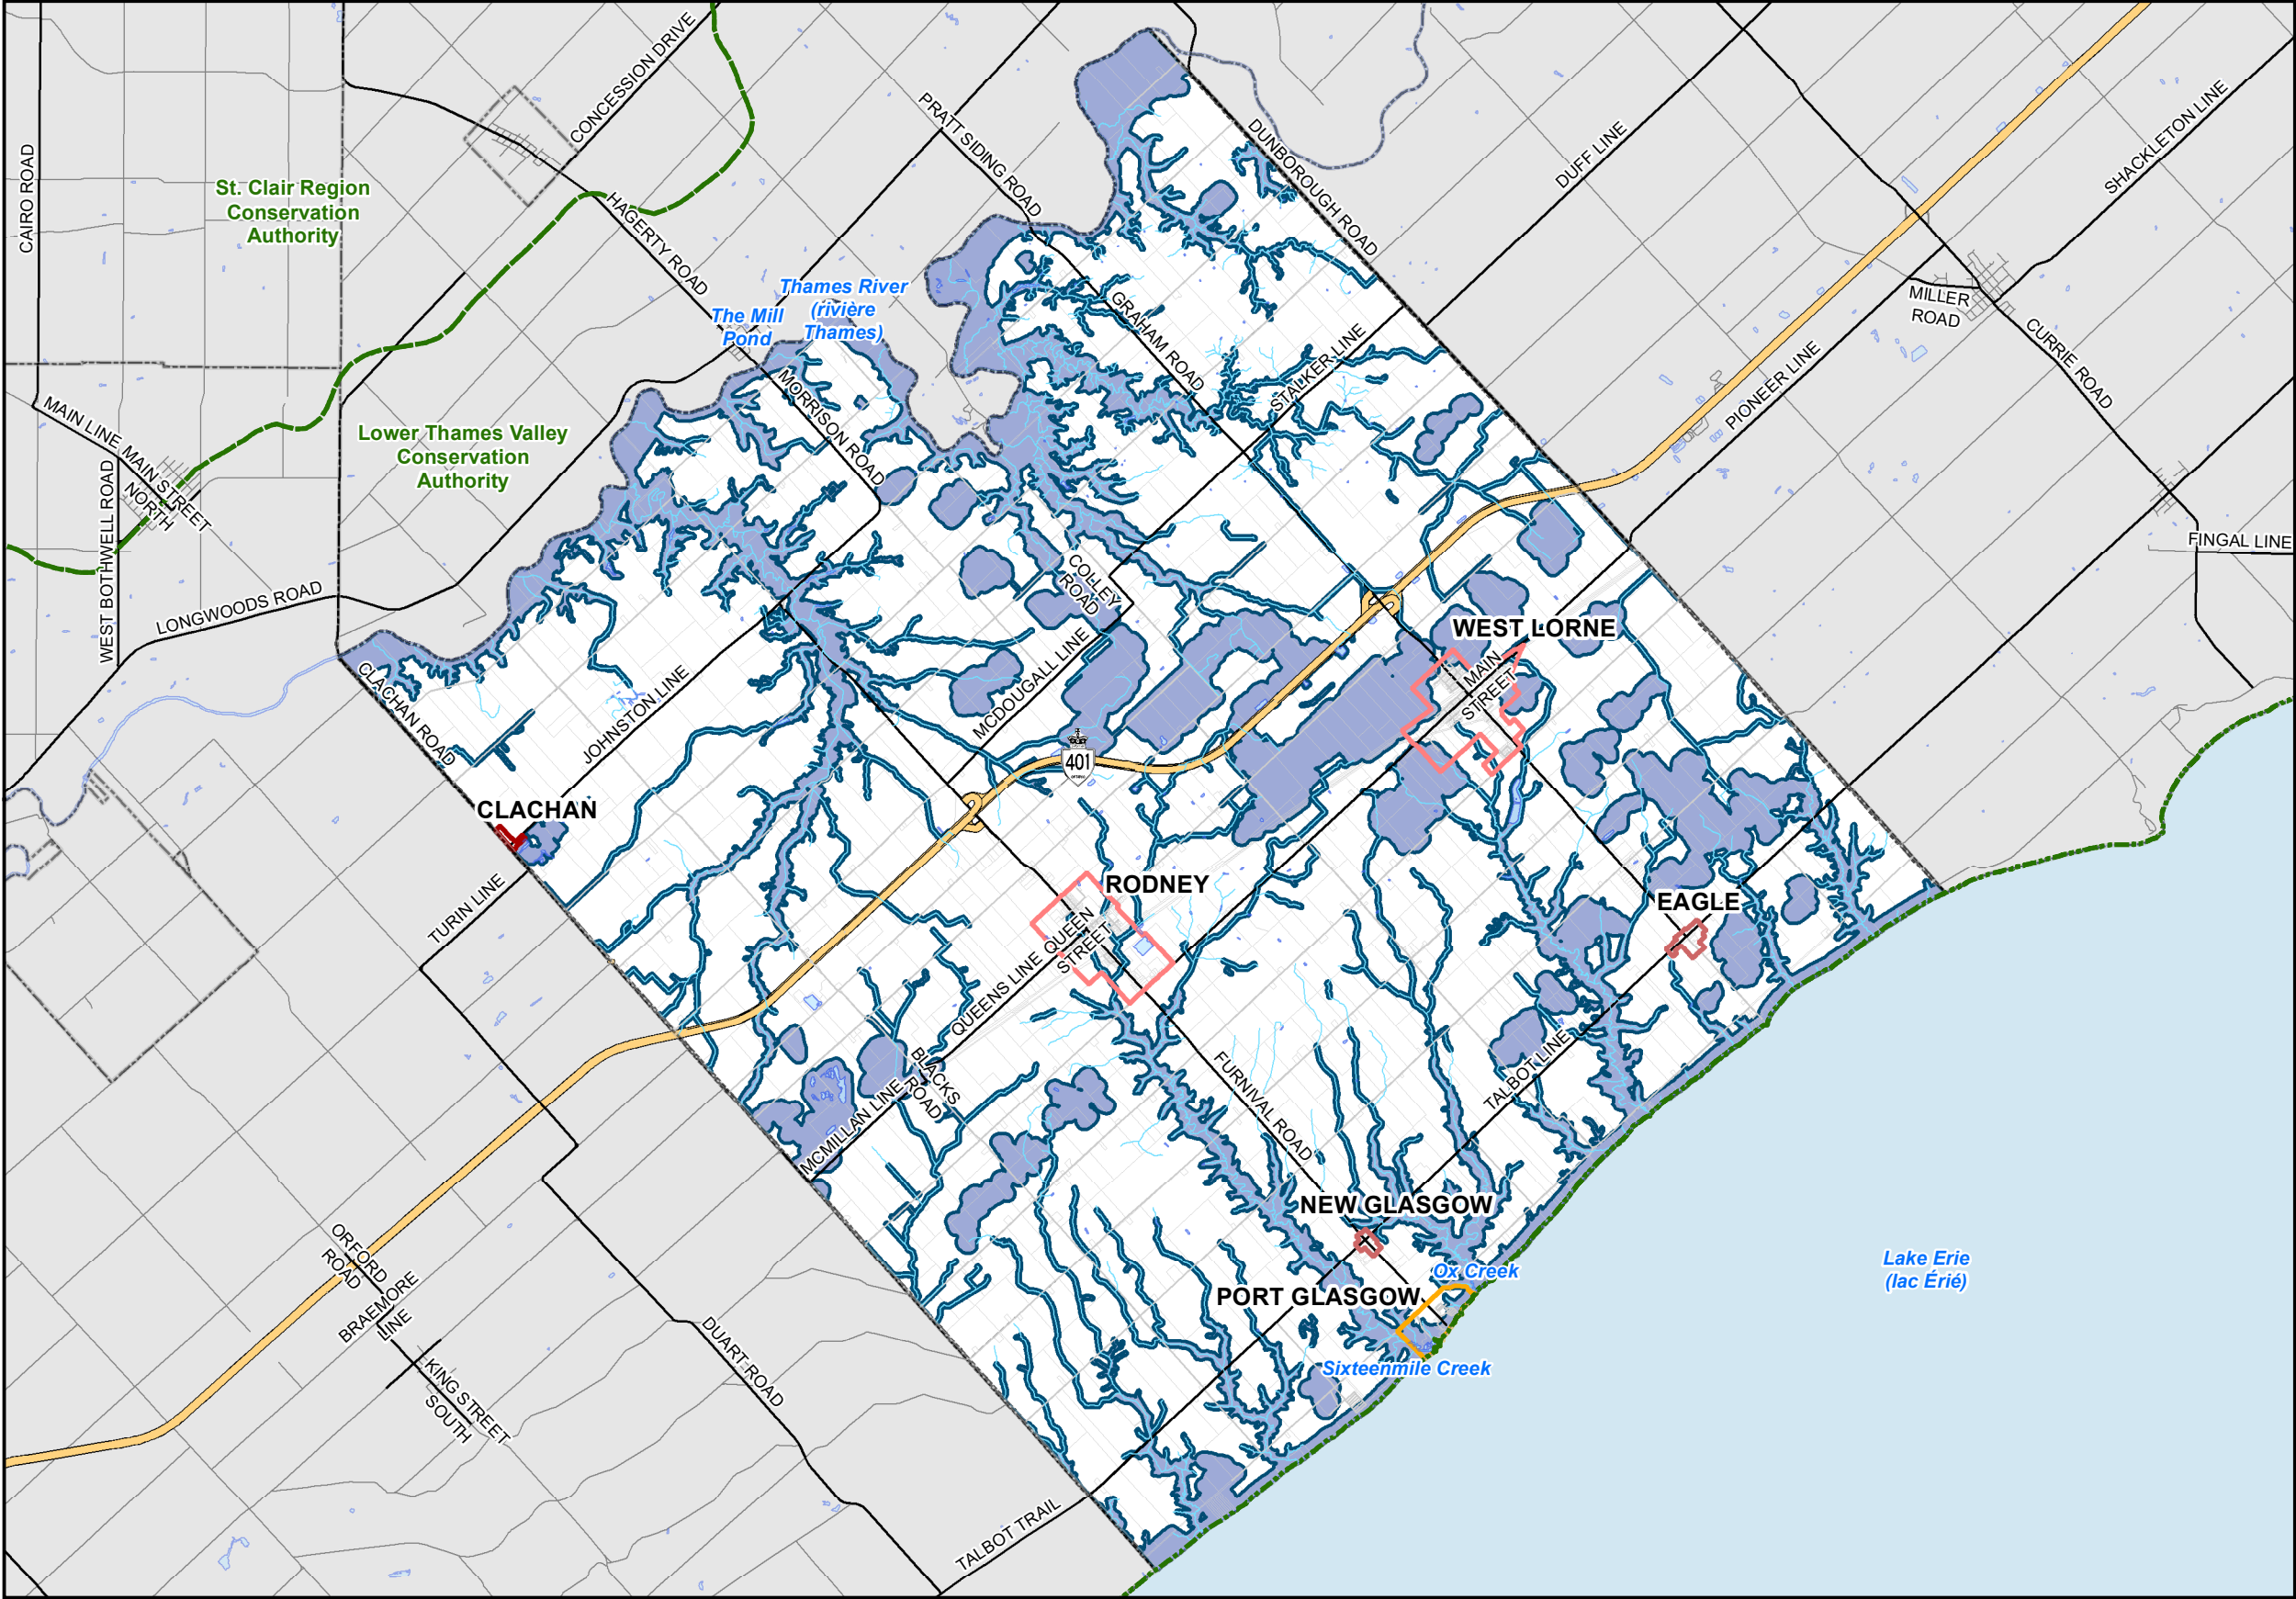 CONCESSION DRIVE
PRATT SIDING ROAD
DUNBOROUGH ROAD
DUFF LINE
SHACKLETON LINE
CAIRO ROAD
St. Clair Region
Conservation
Authority
HAGERTY ROAD
Thames River
(rivière
Thames)
The Mill
Pond
GRAHAM ROAD
STALKER LINE
MILLER
ROAD
PIONEER LINE
CURRIE ROAD
MORRISON ROAD
MAIN LINE
MAIN STREET
NORTH
Lower Thames Valley
Conservation
Authority
WEST BOTHWELL ROAD
FINGAL LINE
LONGWOODS ROAD
COLLEY
ROAD
WEST LORNE
MAIN
STREET
CLACHAN ROAD
JOHNSTON LINE
MCDOUGALL LINE
401
ONTARIO
CLACHAN
TURIN LINE
RODNEY
QUEEN
STREET
QUEENS LINE
EAGLE
BLACKS
ROAD
MCMILLAN LINE
FURNIVAL ROAD
TALBOT LINE
NEW GLASGOW
Ox Creek
PORT GLASGOW
Sixteenmile Creek
Lake Erie
(lac Érié)
ORFORD
ROAD
BRAEMORE
LINE
KING STREET
SOUTH
DUART ROAD
TALBOT TRAIL